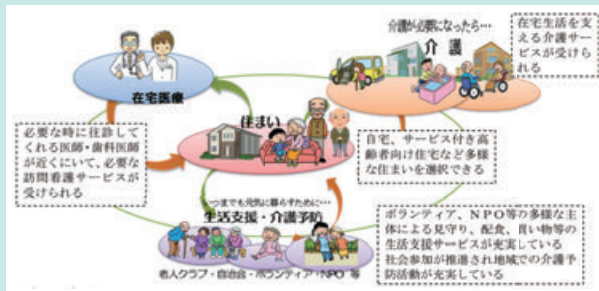 介護が必要になったら…
介 護
在宅生活を支
える介護サー
ビスが受けら
れる
在宅医療
住まい
必要な時に往診して
くれる医師・歯科医師
が近くにいて、必要な
訪問看護サービスが
受けられる
自宅、サービス付き高
齢者向け住宅など多様
な住まいを選択できる
いつまでも元気に暮らすために…
生活支援・介護予防
老人クラブ・自治会・ボランティア・NPO 等
ボランティア、NPO等の多様な主
体による見守り、配食、買い物等の
生活支援サービスが充実している
社会参加が推進され地域での介護予
防活動が充実している